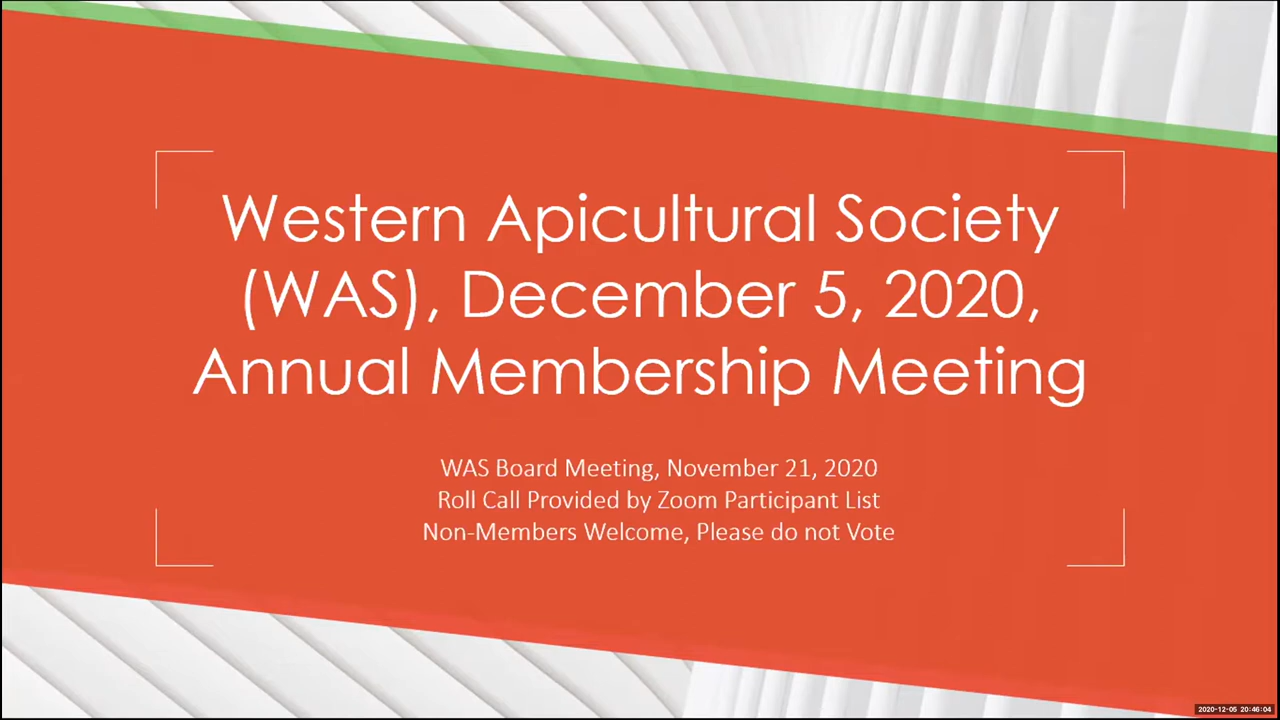 Western Apicultural Society
(WAS), December 5, 2020,
Annual Membership Meeting
WAS Board Meeting, November 21, 2020
Roll Call Provided by Zoom Participant List
Non-Members Welcome, Please do not Vote
2020-12-05 20:46:04